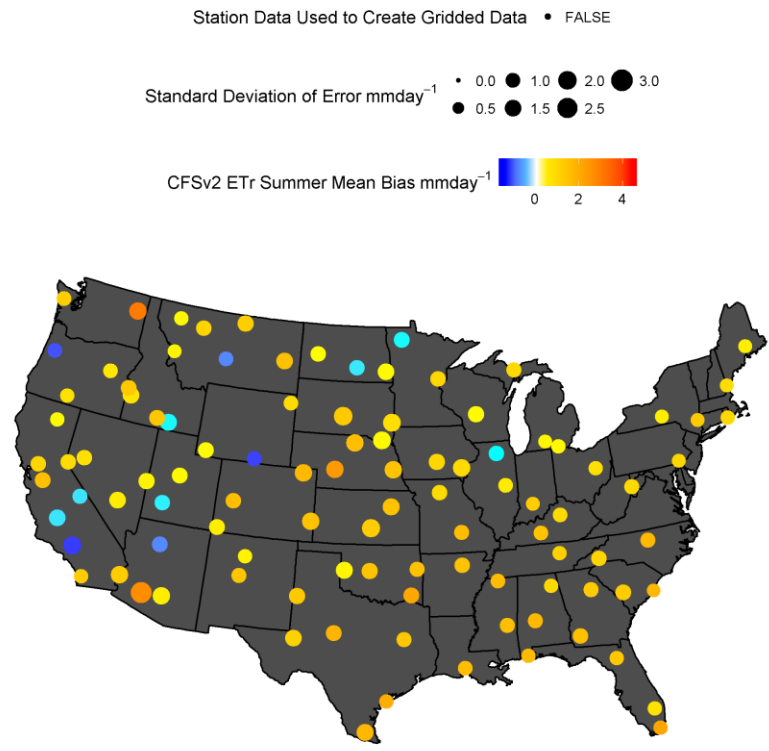 Station Data Used to Create Gridded Data FALSE
Standard Deviation of Error mmday⁻¹ 0.0 1.0 2.0 3.0
0.5 1.5 2.5
CFSv2 ETr Summer Mean Bias mmday⁻¹
0 2 4